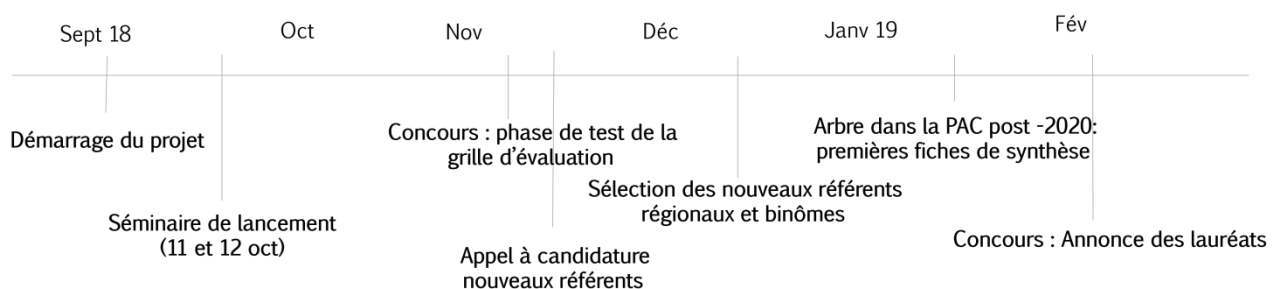 Sept 18
Oct
Nov
Déc
Janv 19
Fév
Démarrage du projet
Séminaire de lancement
(11 et 12 oct)
Concours : phase de test de la
grille d'évaluation
Appel à candidature
nouveaux référents
Sélection des nouveaux référents
régionaux et binômes
Arbre dans la PAC post -2020:
premières fiches de synthèse
Concours : Annonce des lauréats